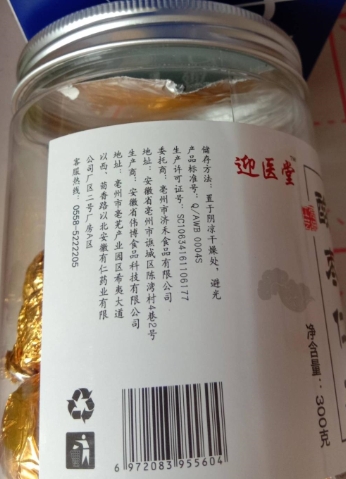 迎医堂
净含量:300克
储存方法:置于阴凉干燥处、避光
产品标准号:Q/AWB 0004S
生产许可证号:SC10634161106177
委托商:亳州市济禾食品有限公司
地址:安徽省亳州市谯城区陈湾村4巷2号
生产商:安徽省伟博食品科技有限公司
地址:亳州市亳芜产业园区希夷大道
以西、菊香路以北安徽有仁药业有限
公司厂区二号厂房A区
客服热线:0558-5222205
6 972083 955604